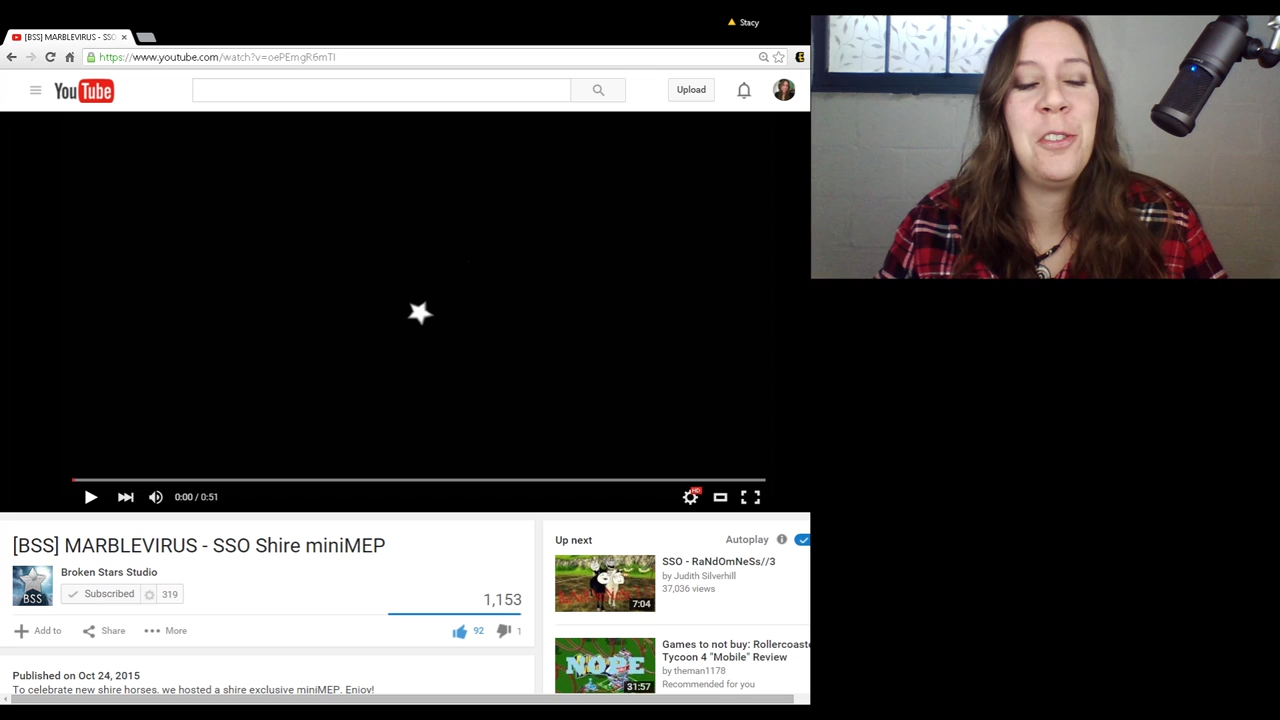 Stacy
[BSS] MARBLEVIRUS - SSO
https://www.youtube.com/watch?v=oePEmgR6mTI
YouTube
Upload
0:00 / 0:51
HD
[BSS] MARBLEVIRUS - SSO Shire miniMEP
BSS
Broken Stars Studio
Subscribed 319
1,153
Add to Share More 92 1
Published on Oct 24, 2015
To celebrate new shire horses, we hosted a shire exclusive miniMEP. Enjoy!
Up next Autoplay
7:04
SSO - RaNdOmNeSs//3
by Judith Silverhill
37,036 views
NOPE
31:57
Games to not buy: Rollercoaste
Tycoon 4 "Mobile" Review
by theman1178
Recommended for you